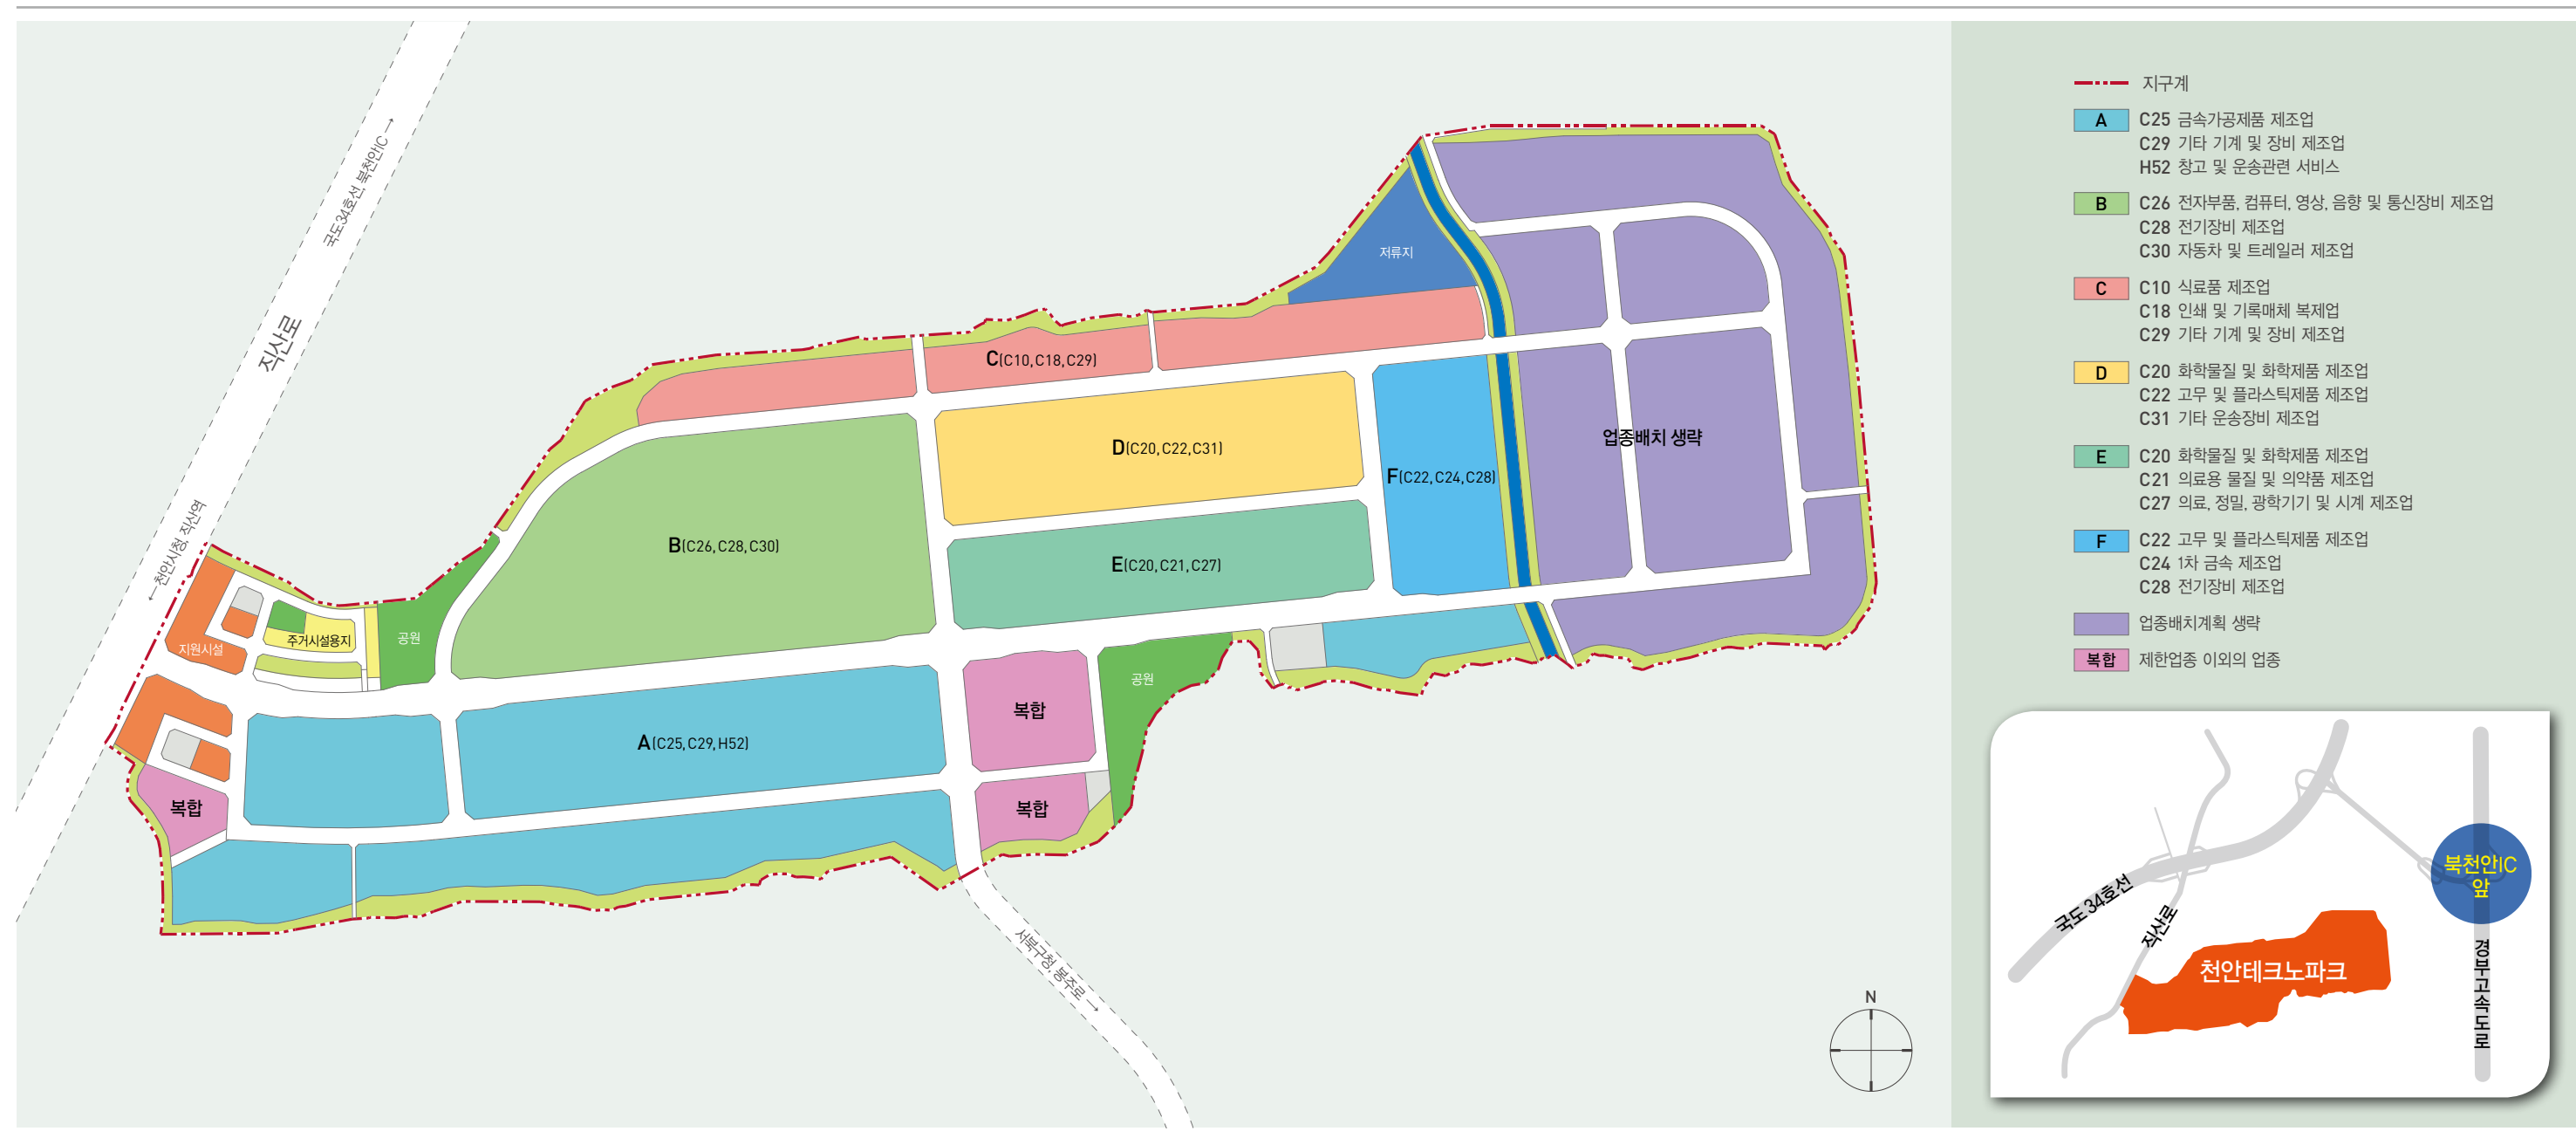 국도34호선, 북천안IC →
직산로
← 천안시청, 직산역
지원시설
주거시설용지
공원
B(C26, C28, C30)
C(C10, C18, C29)
D(C20, C22, C31)
E(C20, C21, C27)
F(C22, C24, C28)
저류지
업종배치 생략
A(C25, C29, H52)
복합
복합
복합
공원
서북구청, 봉주로 →
N
지구계
A C25 금속가공제품 제조업
C29 기타 기계 및 장비 제조업
H52 창고 및 운송관련 서비스
B C26 전자부품, 컴퓨터, 영상, 음향 및 통신장비 제조업
C28 전기장비 제조업
C30 자동차 및 트레일러 제조업
C C10 식료품 제조업
C18 인쇄 및 기록매체 복제업
C29 기타 기계 및 장비 제조업
D C20 화학물질 및 화학제품 제조업
C22 고무 및 플라스틱제품 제조업
C31 기타 운송장비 제조업
E C20 화학물질 및 화학제품 제조업
C21 의료용 물질 및 의약품 제조업
C27 의료, 정밀, 광학기기 및 시계 제조업
F C22 고무 및 플라스틱제품 제조업
C24 1차 금속 제조업
C28 전기장비 제조업
업종배치계획 생략
복합 제한업종 이외의 업종
국도 34호선
직산로
천안테크노파크
북천안IC
앞
경부고속도로